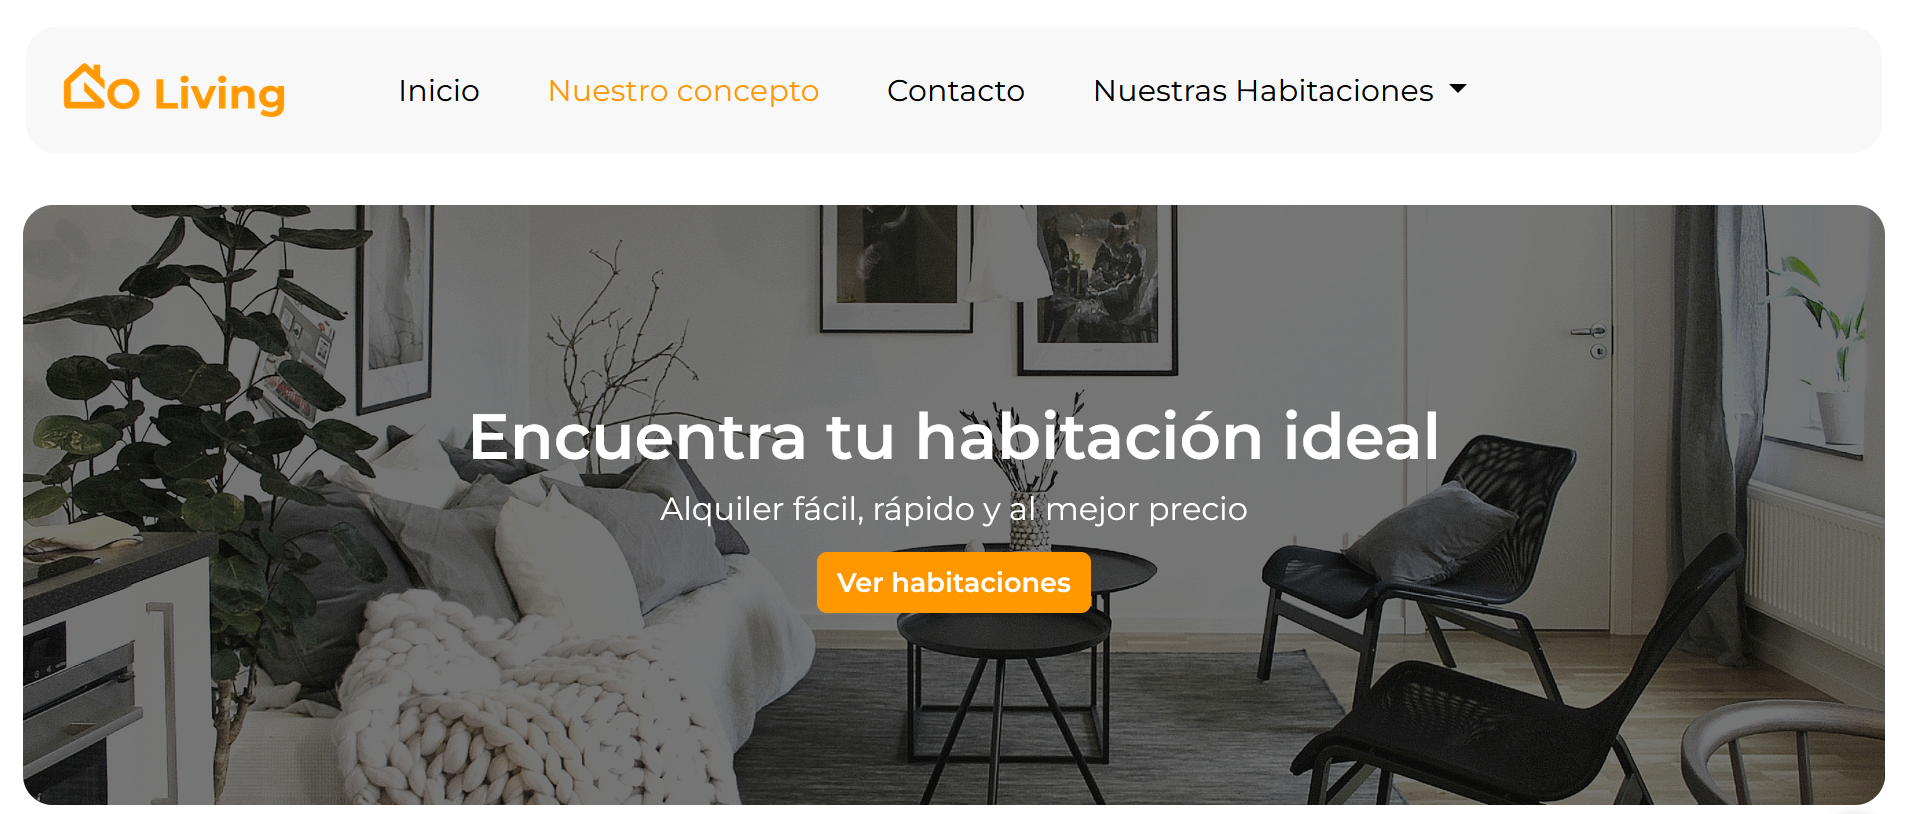 Go Living
Inicio
Nuestro concepto
Contacto
Nuestras Habitaciones
Encuentra tu habitación ideal
Alquiler fácil, rápido y al mejor precio
Ver habitaciones